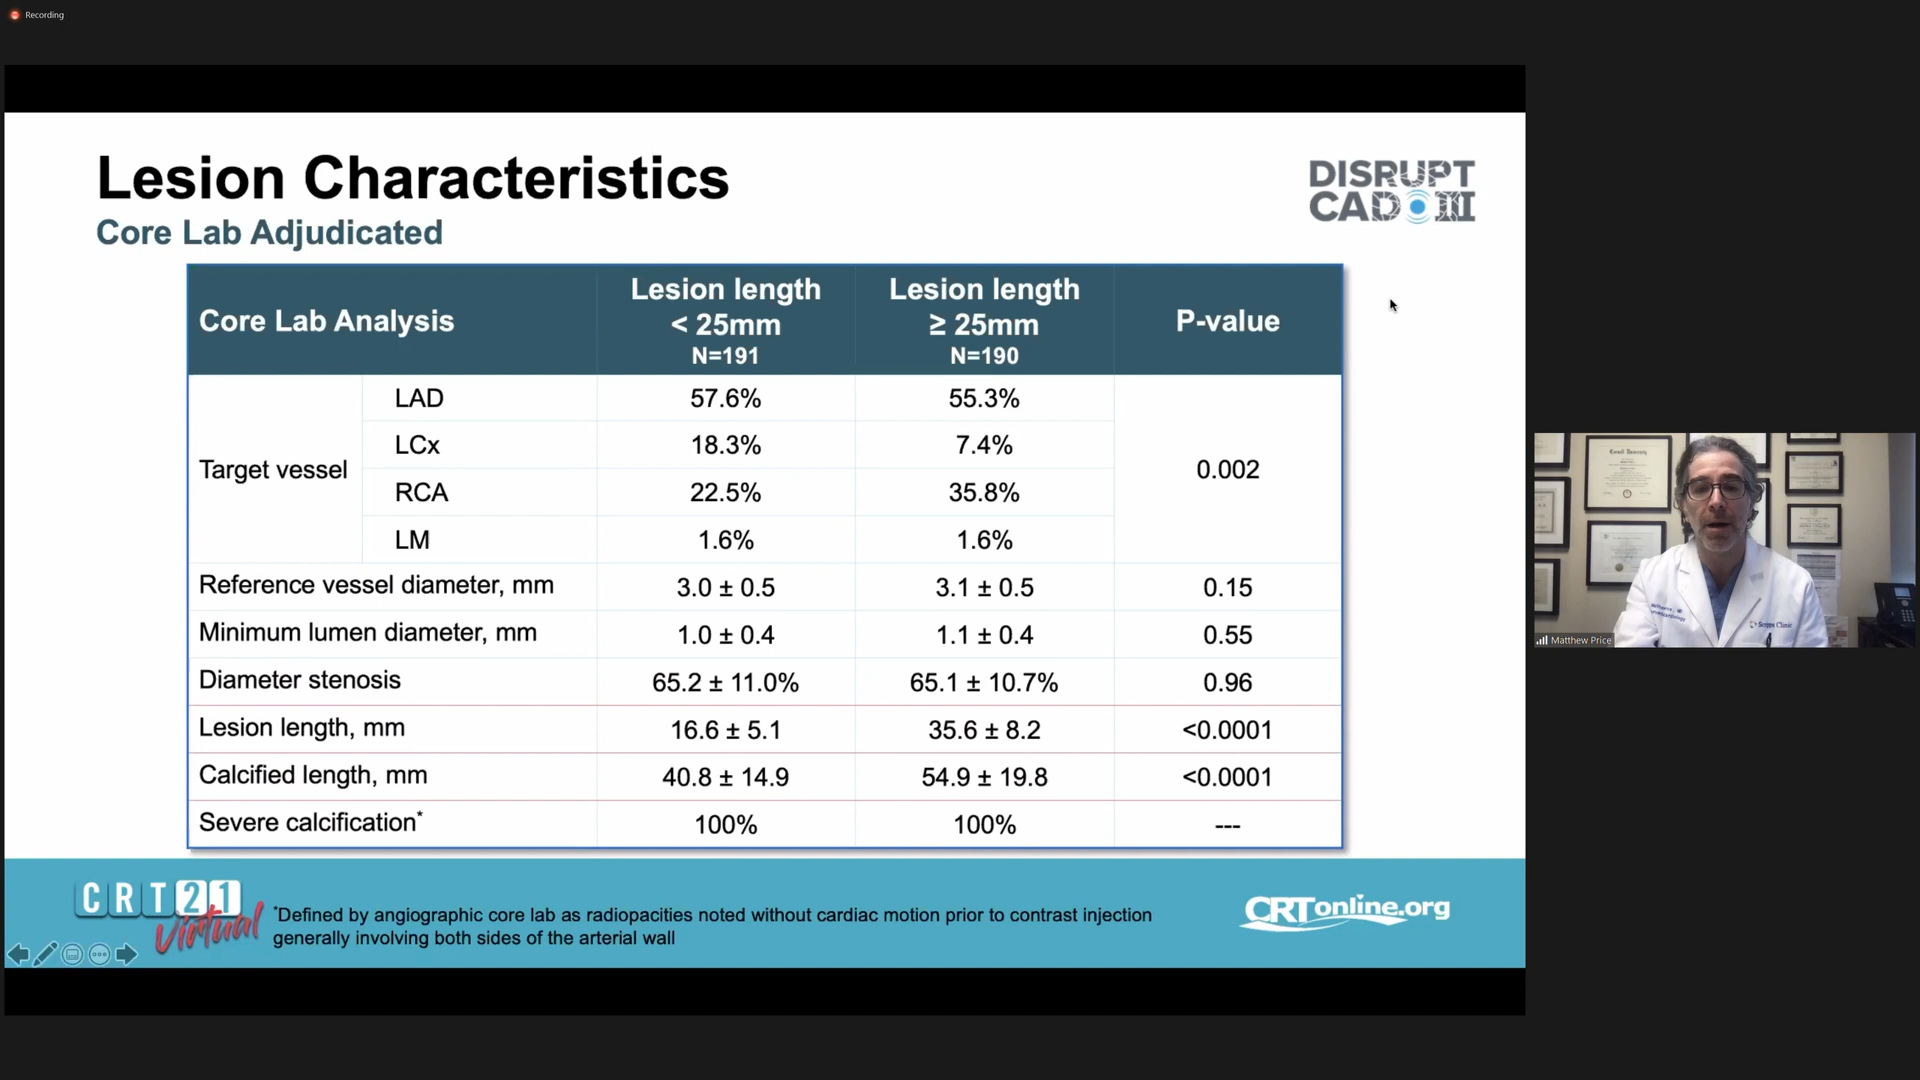 Recording
Lesion Characteristics
Core Lab Adjudicated
DISRUPT
CAD III
Core Lab Analysis
Lesion length
< 25mm
N=191
Lesion length
≥ 25mm
N=190
P-value
Target vessel
LAD 57.6% 55.3%
LCx 18.3% 7.4%
RCA 22.5% 35.8%
LM 1.6% 1.6%
0.002
Reference vessel diameter, mm 3.0 ± 0.5 3.1 ± 0.5 0.15
Minimum lumen diameter, mm 1.0 ± 0.4 1.1 ± 0.4 0.55
Diameter stenosis 65.2 ± 11.0% 65.1 ± 10.7% 0.96
Lesion length, mm 16.6 ± 5.1 35.6 ± 8.2 <0.0001
Calcified length, mm 40.8 ± 14.9 54.9 ± 19.8 <0.0001
Severe calcification* 100% 100% ---
CRT21
Virtual
*Defined by angiographic core lab as radiopacities noted without cardiac motion prior to contrast injection
generally involving both sides of the arterial wall
CRTonline.org
Cornell University
Scripps Clinic
Matthew Price